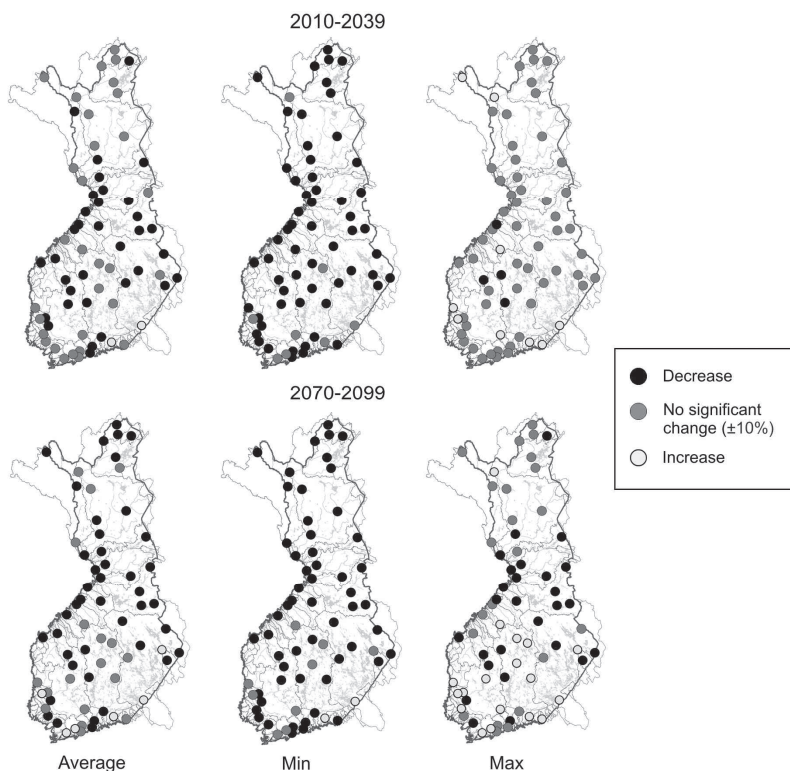 2010-2039
2070-2099
Decrease
No significant
change (±10%)
Increase
Average
Min
Max